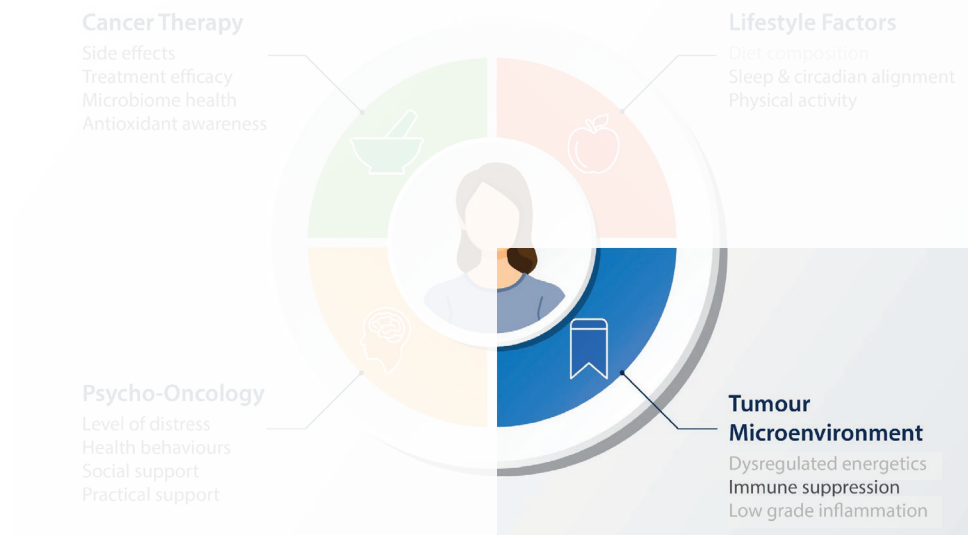 Cancer Therapy
Side effects
Treatment efficacy
Microbiome health
Antioxidant awareness
Lifestyle Factors
Diet composition
Sleep & circadian alignment
Physical activity
Psycho-Oncology
Level of distress
Health behaviours
Social support
Practical support
Tumour
Microenvironment
Dysregulated energetics
Immune suppression
Low grade inflammation